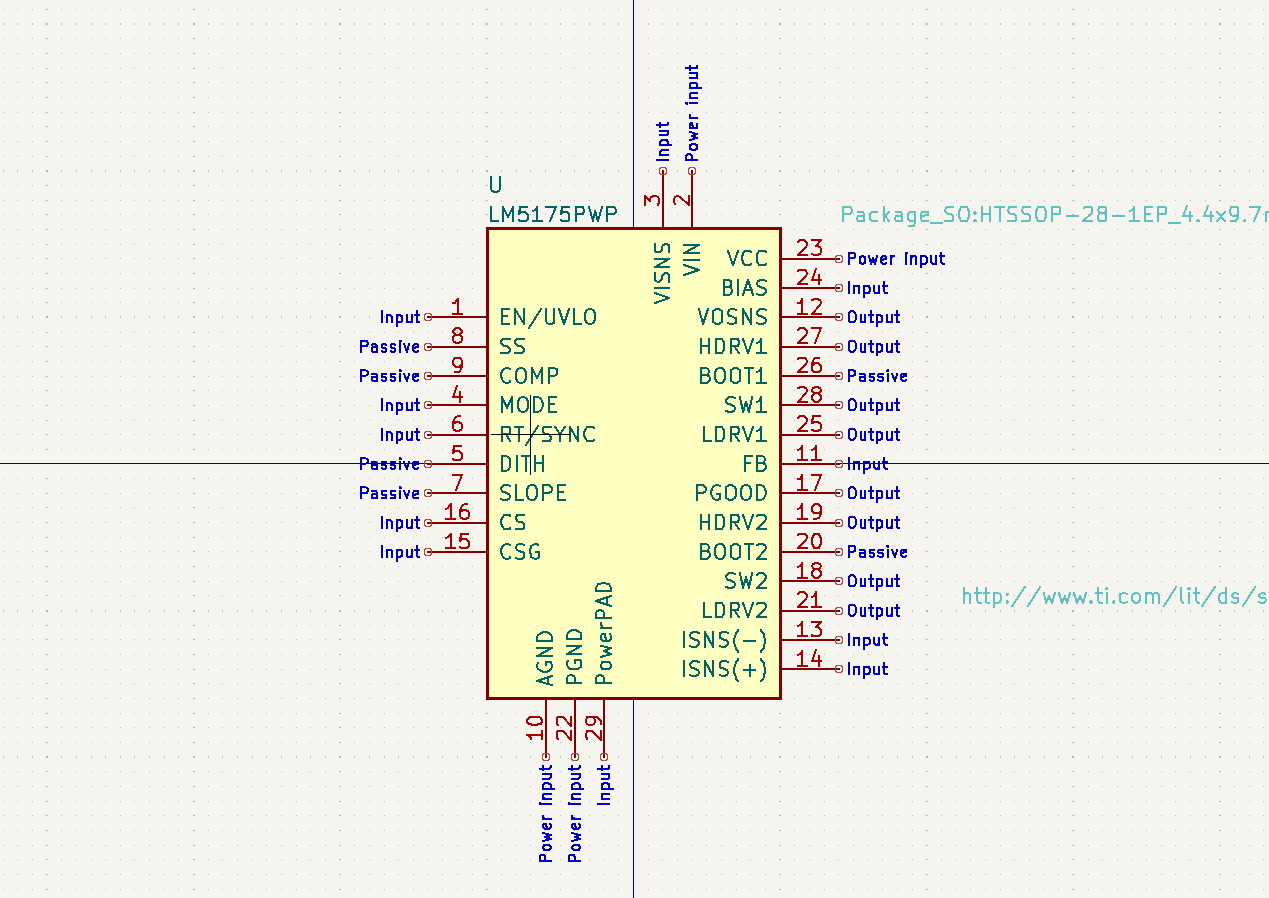 Input
Power input
3
2
U
LM5175PWP
Package_SO:HTSSOP-28-1EP_4.4x9.7
VISNS
VIN
VCC 23 Power input
BIAS 24 Input
Input 1 EN/UVLO VOSNS 12 Output
Passive 8 SS HDRV1 27 Output
Passive 9 COMP BOOT1 26 Passive
Input 4 MODE SW1 28 Output
Input 6 RT/SYNC LDRV1 25 Output
Passive 5 DITH FB 11 Input
Passive 7 SLOPE PGOOD 17 Output
Input 16 CS HDRV2 19 Output
Input 15 CSG BOOT2 20 Passive
SW2 18 Output
http://www.ti.com/lit/ds/s
LDRV2 21 Output
ISNS(-) 13 Input
ISNS(+) 14 Input
AGND
PGND
PowerPAD
10
22
29
Power input
Power input
Input